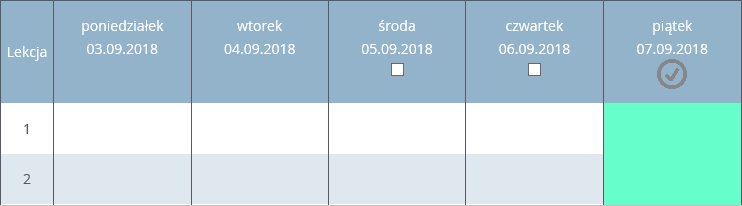 Lekcja
poniedziałek
03.09.2018
wtorek
04.09.2018
środa
05.09.2018
czwartek
06.09.2018
piątek
07.09.2018
1
2